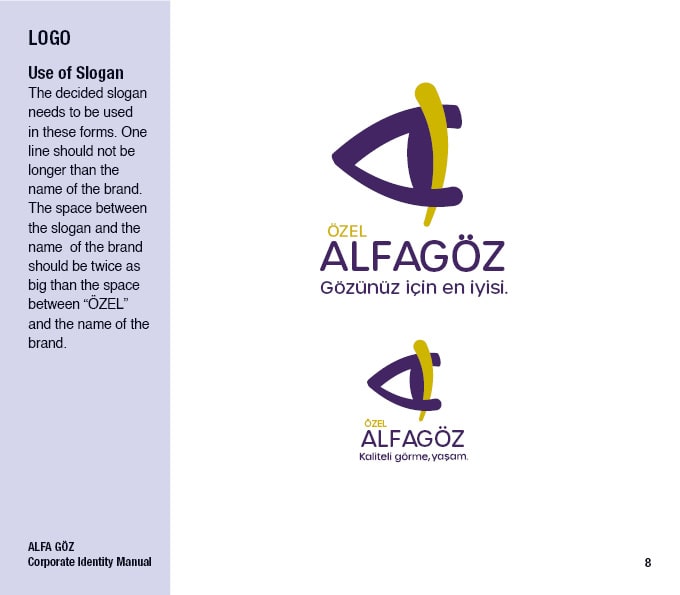 LOGO
Use of Slogan
The decided slogan
needs to be used
in these forms. One
line should not be
longer than the
name of the brand.
The space between
the slogan and the
name of the brand
should be twice as
big than the space
between “ÖZEL”
and the name of the
brand.
ÖZEL
ALFAGÖZ
Gözünüz için en iyisi.
ÖZEL
ALFAGÖZ
Kaliteli görme, yaşam.
ALFA GÖZ
Corporate Identity Manual
8